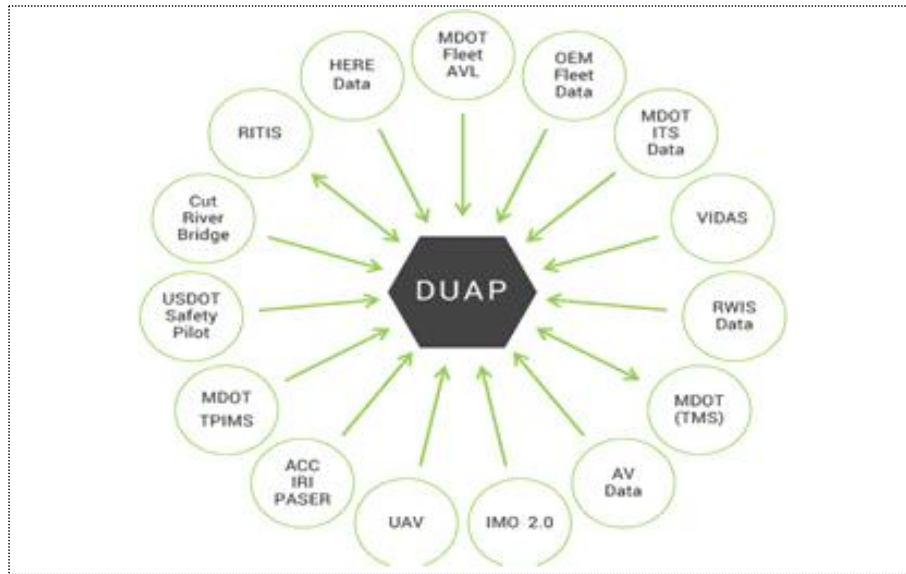 MDOT
Fleet
AVL
OEM
Fleet
Data
MDOT
ITS
Data
VIDAS
RWIS
Data
MDOT
(TMS)
AV
Data
IMO 2.0
UAV
ACC
IRI
PASER
MDOT
TPIMS
USDOT
Safety
Pilot
Cut
River
Bridge
RITIS
HERE
Data
DUAP